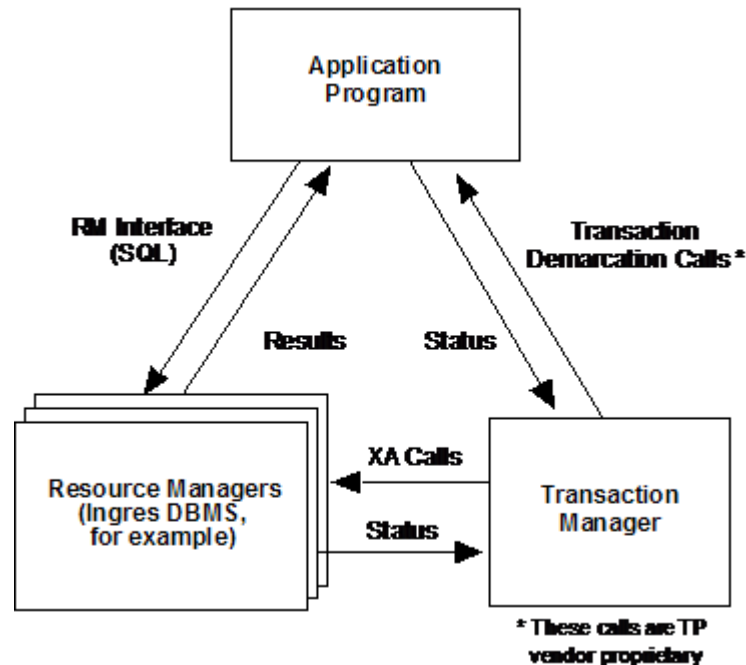 Application
Program
RM Interface
(SQL)
Transaction
Demarcation Calls *
Results
Status
XA Calls
Resource Managers
(Ingres DBMS,
for example)
Status
Transaction
Manager
* These calls are TP
vendor proprietary